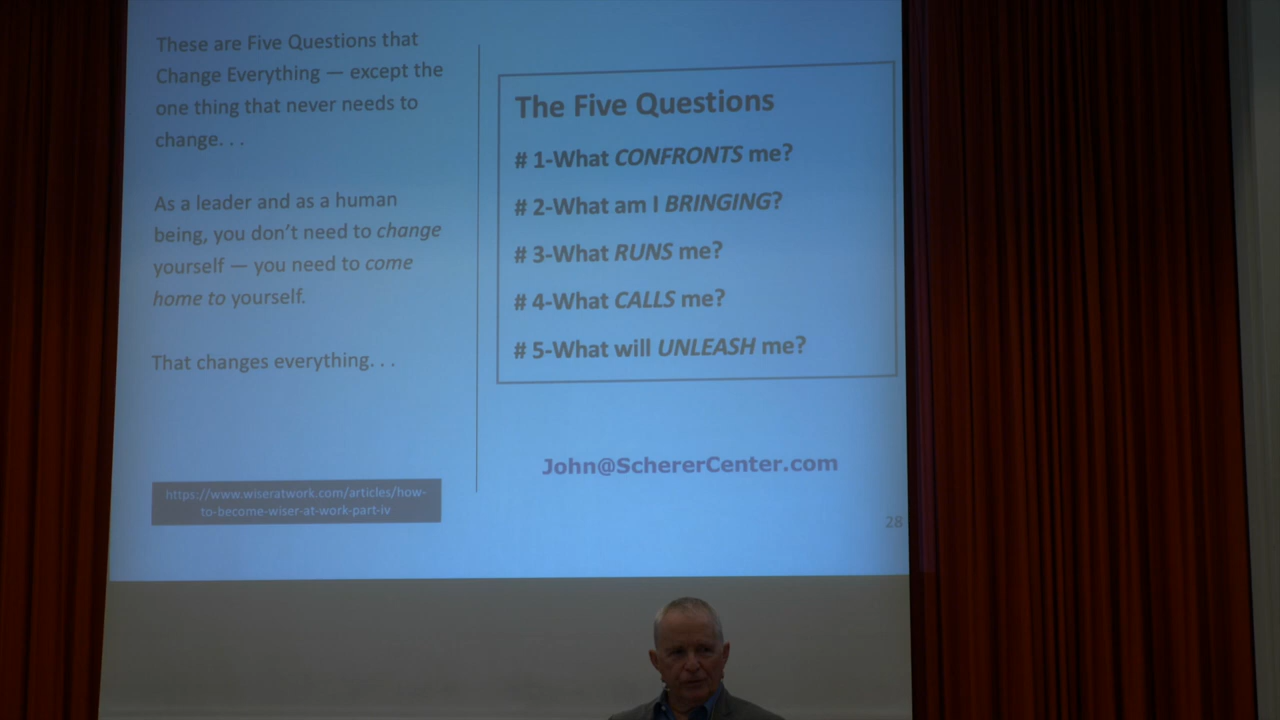 These are Five Questions that
Change Everything — except the
one thing that never needs to
change. . .
As a leader and as a human
being, you don't need to change
yourself — you need to come
home to yourself.
That changes everything. . .
https://www.wiseratwork.com/articles/how-
to-become-wiser-at-work-part-iv
The Five Questions
# 1-What CONFRONTS me?
# 2-What am I BRINGING?
# 3-What RUNS me?
# 4-What CALLS me?
# 5-What will UNLEASH me?
John@SchererCenter.com
28